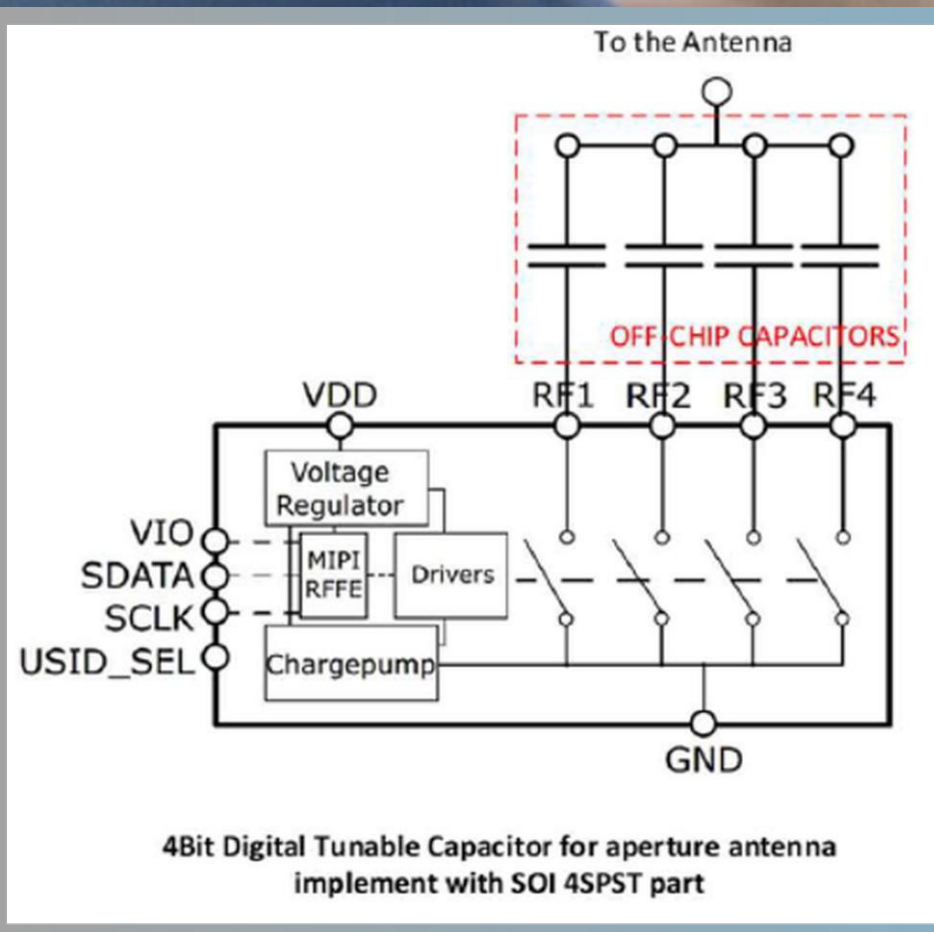 To the Antenna
OFF-CHIP CAPACITORS
VDD
RF1 RF2 RF3 RF4
Voltage
Regulator
VIO
SDATA
SCLK
USID_SEL
MIPI
RFFE
Drivers
Chargepump
GND
4Bit Digital Tunable Capacitor for aperture antenna
implement with SOI 4SPST part